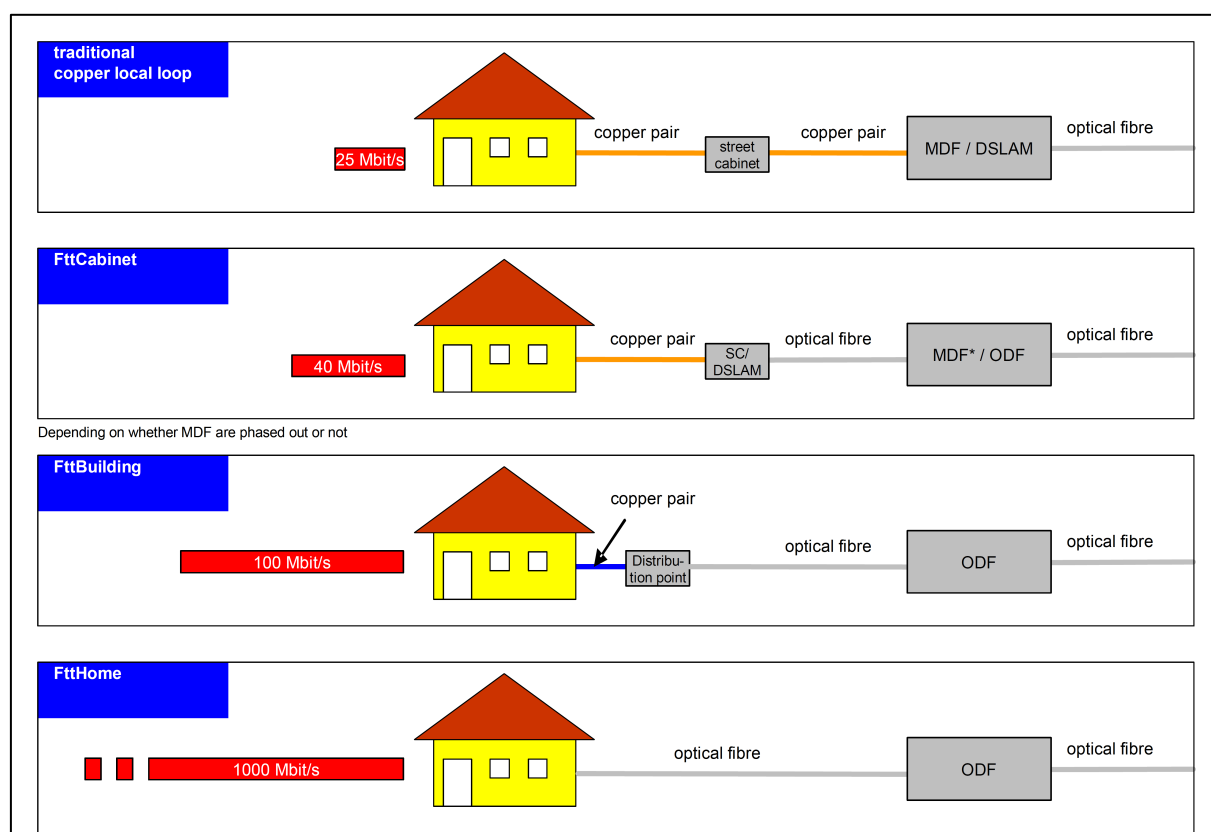 traditional
copper local loop
25 Mbit/s
copper pair
street
cabinet
copper pair
MDF / DSLAM
optical fibre
FttCabinet
40 Mbit/s
copper pair
SC/
DSLAM
optical fibre
MDF* / ODF
optical fibre
Depending on whether MDF are phased out or not
FttBuilding
100 Mbit/s
copper pair
Distribu-
tion point
optical fibre
ODF
optical fibre
FttHome
1000 Mbit/s
optical fibre
ODF
optical fibre